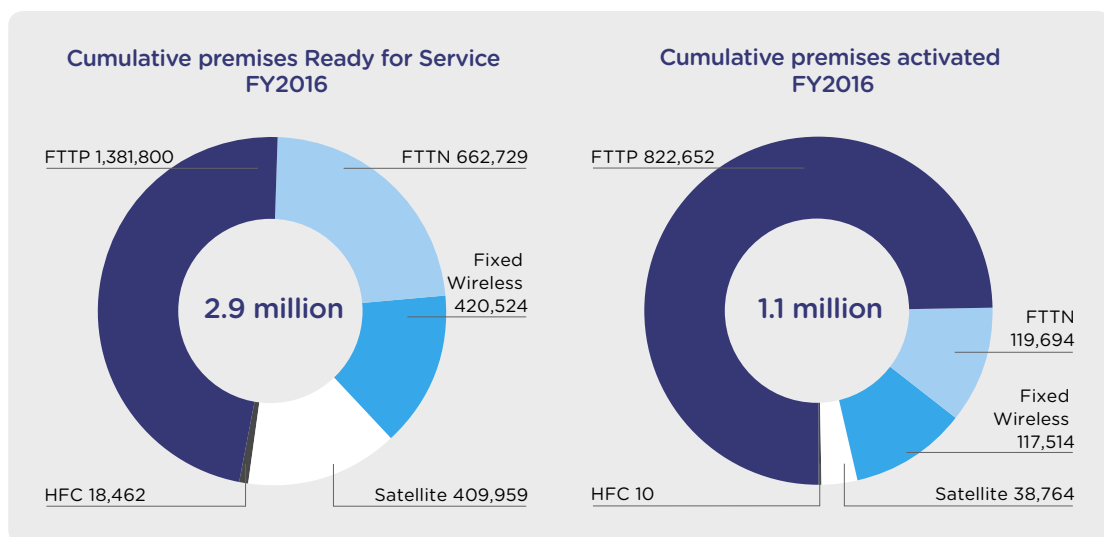 Cumulative premises Ready for Service
FY2016
FTTP 1,381,800
FTTN 662,729
Fixed
Wireless
420,524
2.9 million
HFC 18,462
Satellite 409,959
Cumulative premises activated
FY2016
FTTP 822,652
1.1 million
FTTN
119,694
Fixed
Wireless
117,514
HFC 10
Satellite 38,764